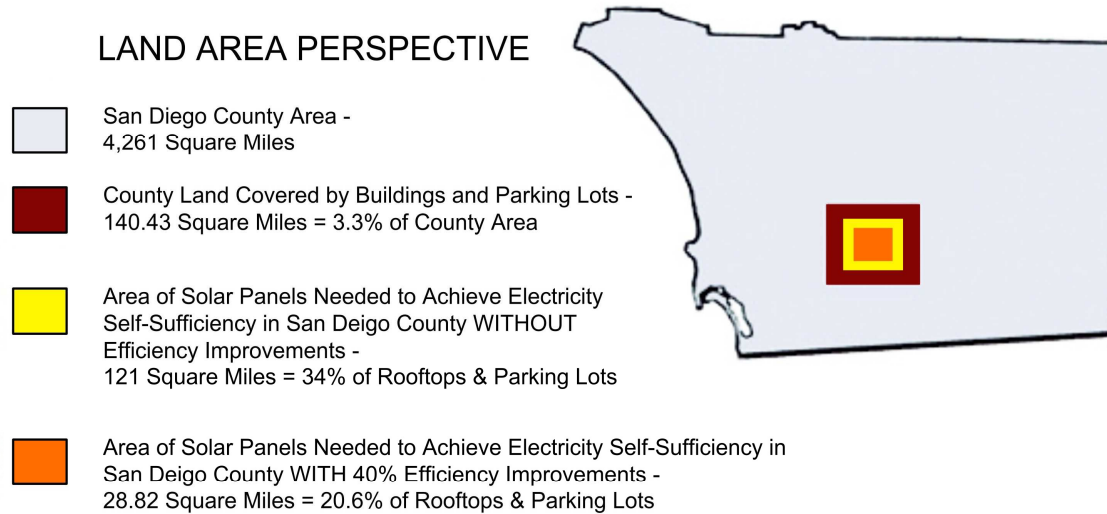 LAND AREA PERSPECTIVE
San Diego County Area -
4,261 Square Miles
County Land Covered by Buildings and Parking Lots -
140.43 Square Miles = 3.3% of County Area
Area of Solar Panels Needed to Achieve Electricity
Self-Sufficiency in San Deigo County WITHOUT
Efficiency Improvements -
121 Square Miles = 34% of Rooftops & Parking Lots
Area of Solar Panels Needed to Achieve Electricity Self-Sufficiency in
San Deigo County WITH 40% Efficiency Improvements -
28.82 Square Miles = 20.6% of Rooftops & Parking Lots